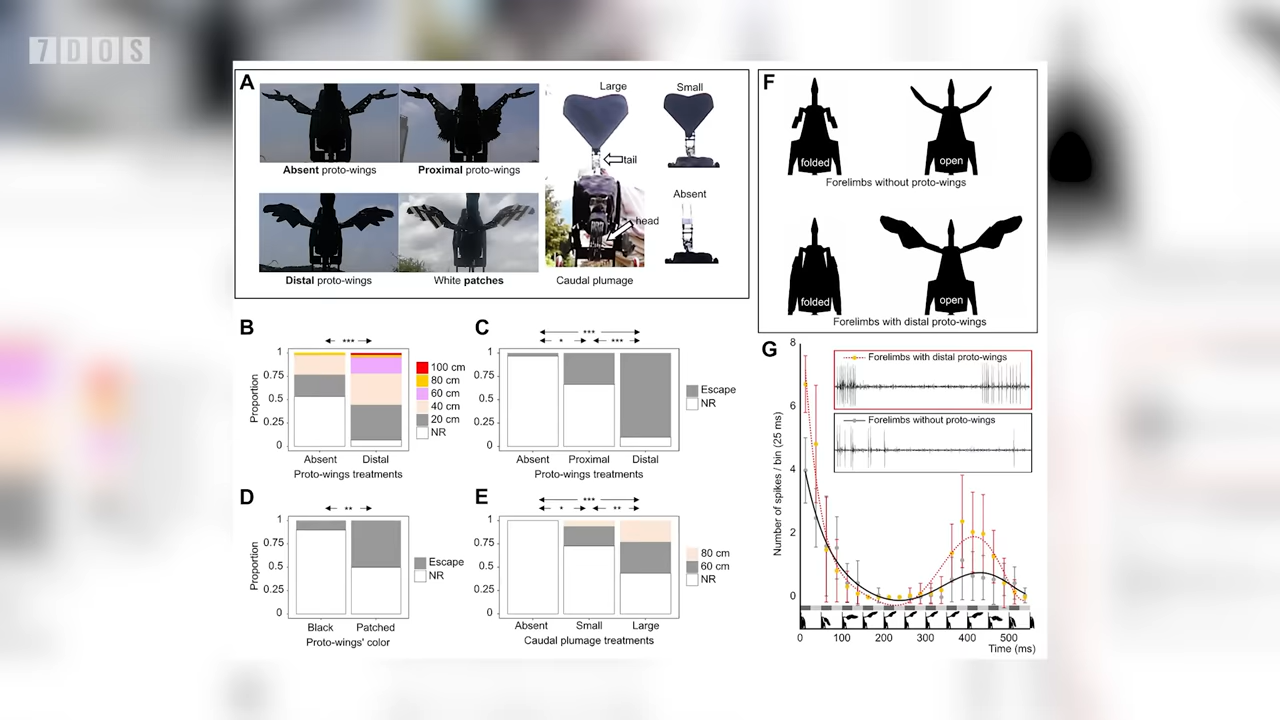 7DOS
A
Large
Small
Absent proto-wings
Proximal proto-wings
tail
Absent
head
Distal proto-wings
White patches
Caudal plumage
F
folded
open
Forelimbs without proto-wings
folded
open
Forelimbs with distal proto-wings
B
***
Proportion
1
0.75
0.5
0.25
0
Absent
Distal
Proto-wings treatments
100 cm
80 cm
60 cm
40 cm
20 cm
NR
C
***
*
***
1
0.75
0.5
0.25
0
Absent
Proximal
Distal
Proto-wings treatments
Escape
NR
D
**
Proportion
1
0.75
0.5
0.25
0
Black
Patched
Proto-wings' color
Escape
NR
E
***
*
**
1
0.75
0.5
0.25
0
Absent
Small
Large
Caudal plumage treatments
80 cm
60 cm
NR
G
Number of spikes / bin (25 ms)
8
6
4
2
0
Forelimbs with distal proto-wings
Forelimbs without proto-wings
0
100
200
300
400
500
Time (ms)